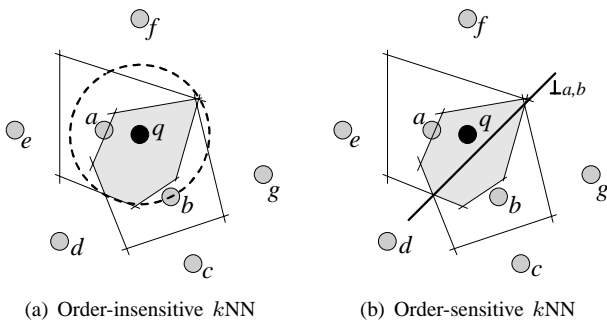 f
a
q
e
b
g
d
c
(a) Order-insensitive kNN
f
⊥a,b
a
q
e
b
g
d
c
(b) Order-sensitive kNN